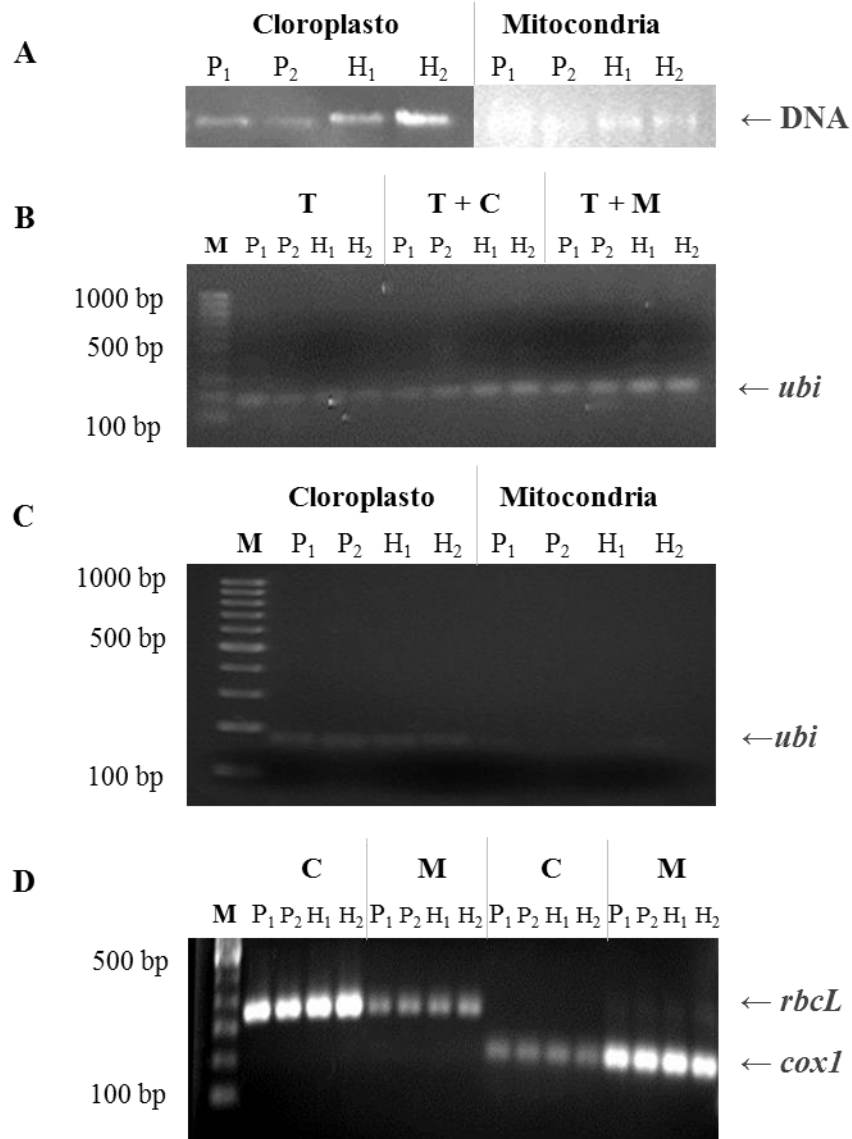 A
Cloroplasto Mitocondria
P₁ P₂ H₁ H₂ P₁ P₂ H₁ H₂
← DNA
B
T T + C T + M
M P₁ P₂ H₁ H₂ P₁ P₂ H₁ H₂ P₁ P₂ H₁ H₂
1000 bp
500 bp
← ubi
100 bp
C
Cloroplasto Mitocondria
M P₁ P₂ H₁ H₂ P₁ P₂ H₁ H₂
1000 bp
500 bp
←ubi
100 bp
D
C M C M
M P₁ P₂ H₁ H₂ P₁ P₂ H₁ H₂ P₁ P₂ H₁ H₂ P₁ P₂ H₁ H₂
500 bp
← rbcL
← cox1
100 bp